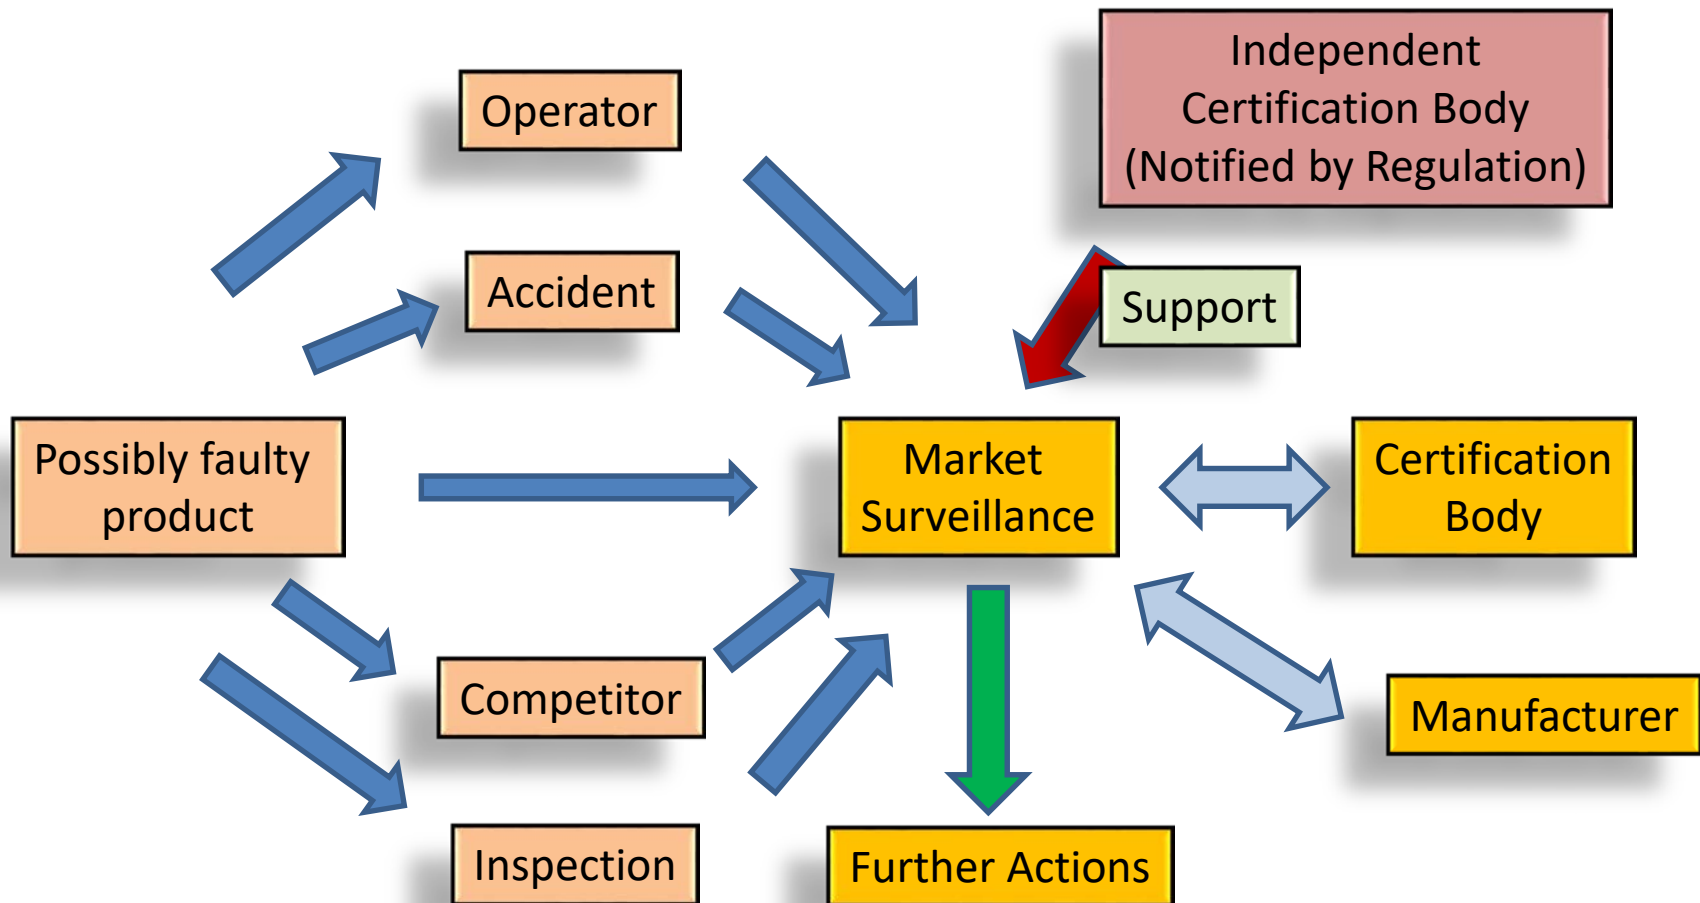 Independent
Certification Body
(Notified by Regulation)
Operator
Accident
Support
Possibly faulty
product
Market
Surveillance
Certification
Body
Competitor
Manufacturer
Inspection
Further Actions